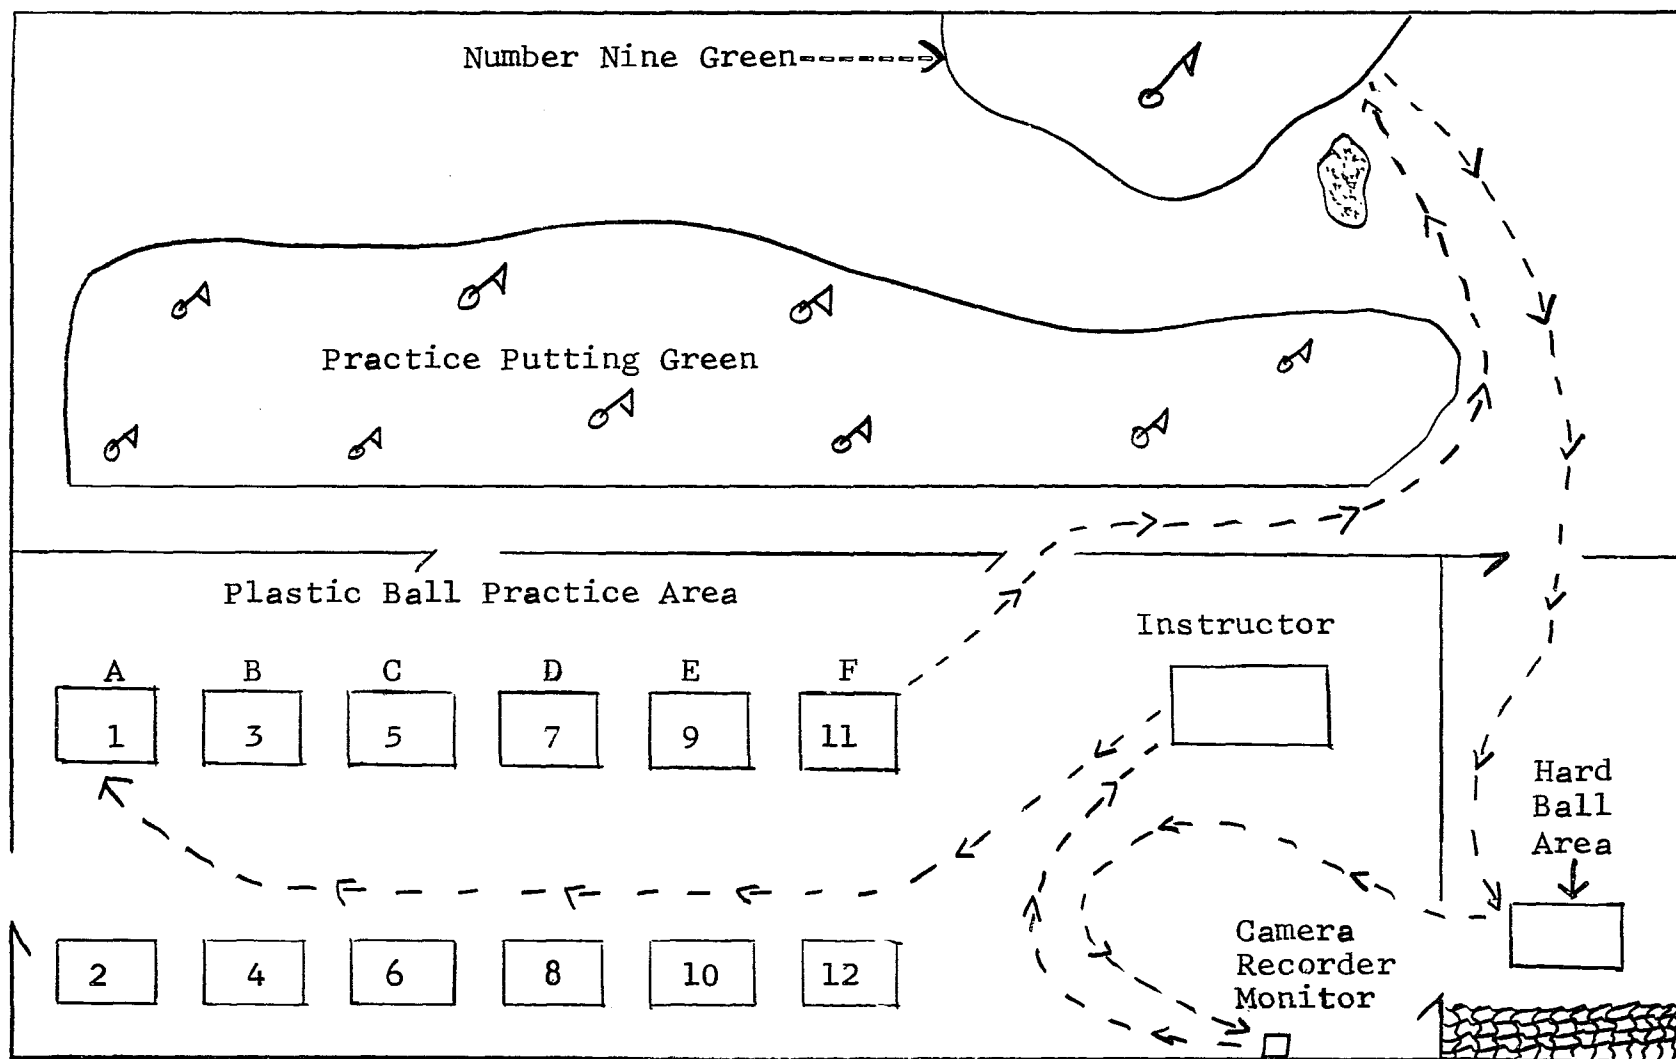 Number Nine Green
Practice Putting Green
Plastic Ball Practice Area
Instructor
A B C D E F
1 3 5 7 9 11
Hard
Ball
Area
2 4 6 8 10 12
Camera
Recorder
Monitor